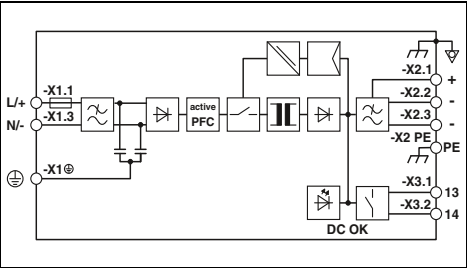 -X1.1
L/+
-X1.3
N/-
-X1
active
PFC
-X2.1
+
-X2.2
-
-X2.3
-
-X2 PE
PE
-X3.1
13
-X3.2
14
DC OK